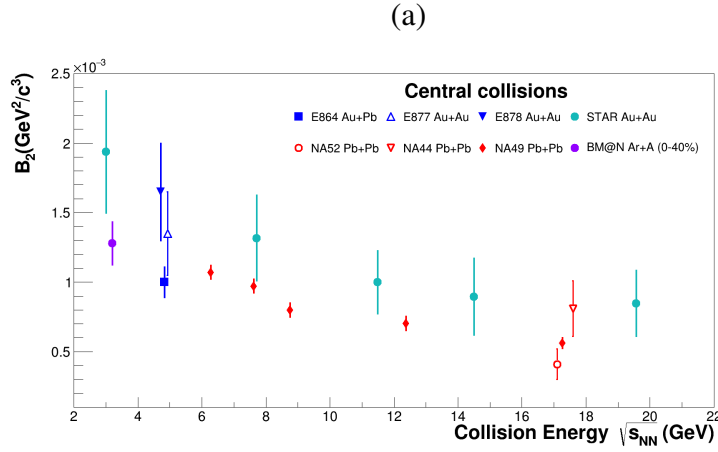 (a)
×10⁻³
B₂(GeV²/c³)
Central collisions
E864 Au+Pb E877 Au+Au E878 Au+Au STAR Au+Au
NA52 Pb+Pb NA44 Pb+Pb NA49 Pb+Pb BM@N Ar+A (0-40%)
2.5
2
1.5
1
0.5
2 4 6 8 10 12 14 16 18 20 22
Collision Energy √sNN (GeV)